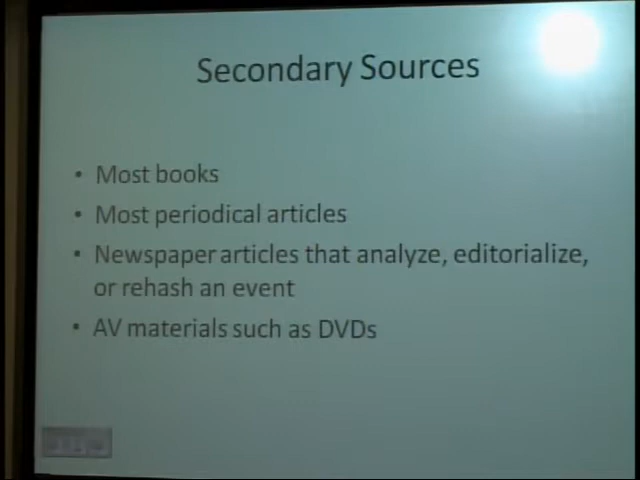 Secondary Sources
• Most books
• Most periodical articles
• Newspaper articles that analyze, editorialize,
or rehash an event
• AV materials such as DVDs